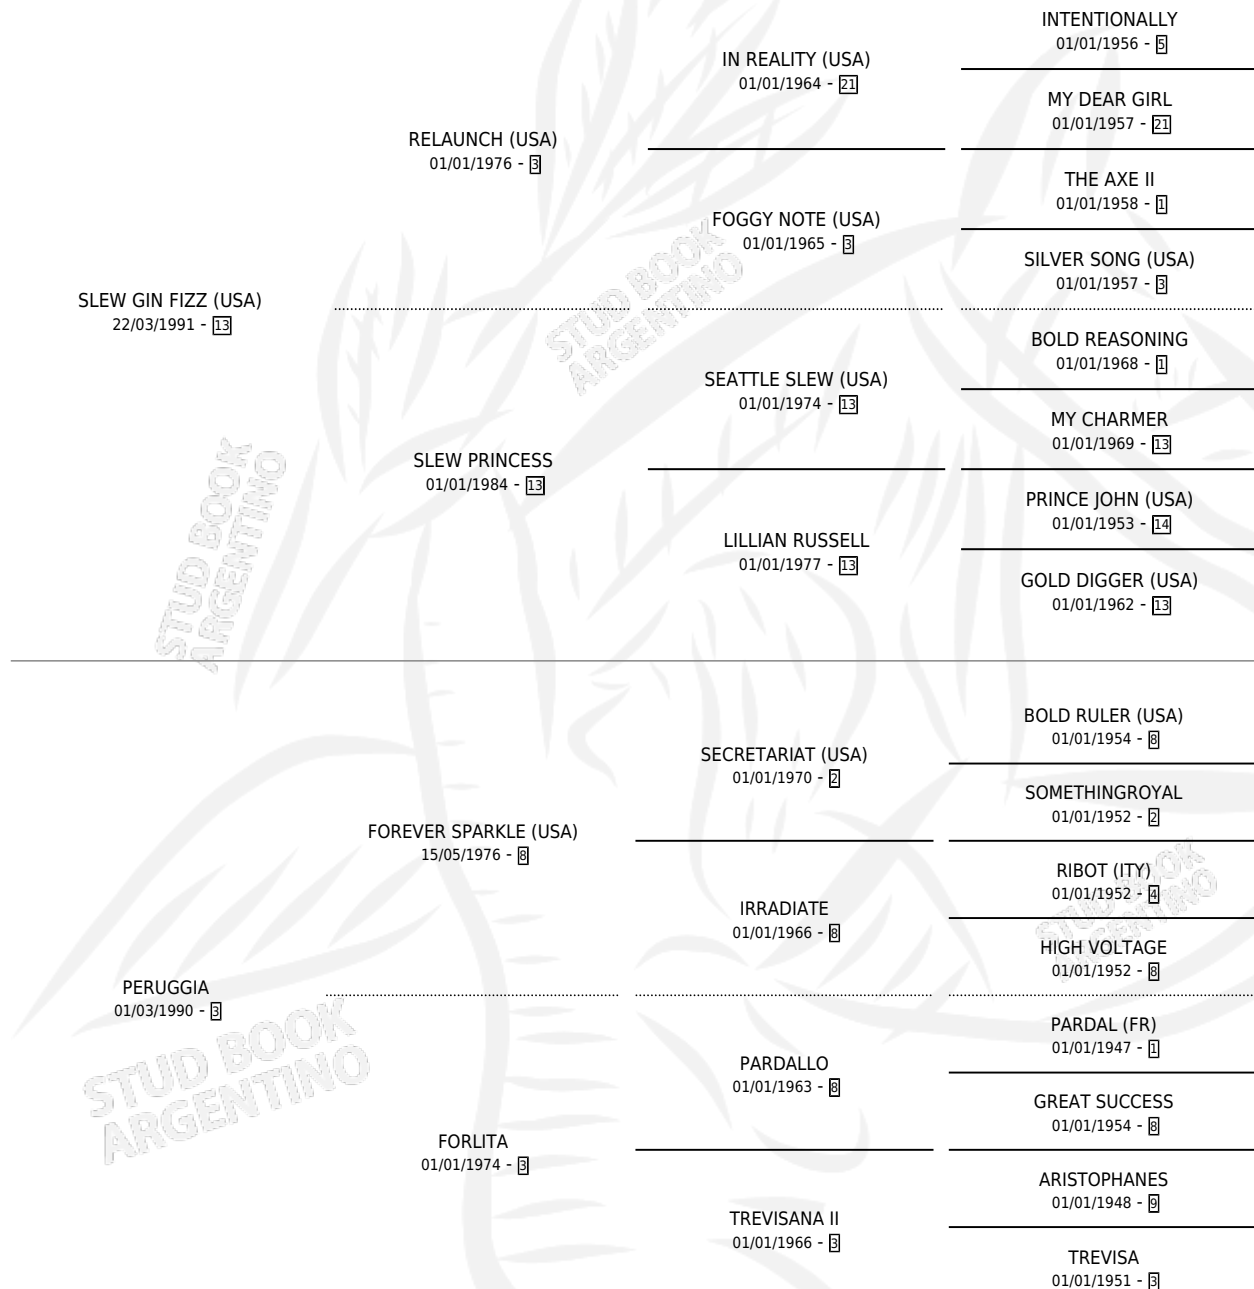 INTENTIONALLY
01/01/1956 - 5
IN REALITY (USA)
01/01/1964 - 21
MY DEAR GIRL
01/01/1957 - 21
RELAUNCH (USA)
01/01/1976 - 3
THE AXE II
01/01/1958 - 1
FOGGY NOTE (USA)
01/01/1965 - 3
SILVER SONG (USA)
01/01/1957 - 3
SLEW GIN FIZZ (USA)
22/03/1991 - 13
BOLD REASONING
01/01/1968 - 1
SEATTLE SLEW (USA)
01/01/1974 - 13
MY CHARMER
01/01/1969 - 13
SLEW PRINCESS
01/01/1984 - 13
PRINCE JOHN (USA)
01/01/1953 - 14
LILLIAN RUSSELL
01/01/1977 - 13
GOLD DIGGER (USA)
01/01/1962 - 13
BOLD RULER (USA)
01/01/1954 - 8
SECRETARIAT (USA)
01/01/1970 - 2
SOMETHINGROYAL
01/01/1952 - 2
FOREVER SPARKLE (USA)
15/05/1976 - 8
RIBOT (ITY)
01/01/1952 - 4
IRRADIATE
01/01/1966 - 8
HIGH VOLTAGE
01/01/1952 - 8
PERUGGIA
01/03/1990 - 3
PARDAL (FR)
01/01/1947 - 1
PARDALLO
01/01/1963 - 8
GREAT SUCCESS
01/01/1954 - 8
FORLITA
01/01/1974 - 3
ARISTOPHANES
01/01/1948 - 9
TREVISANA II
01/01/1966 - 3
TREVISA
01/01/1951 - 3
STUD BOOK
ARGENTINO
STUD BOOK
ARGENTINO
STUD BOOK
ARGENTINO
STUD BOOK
ARGENTINO